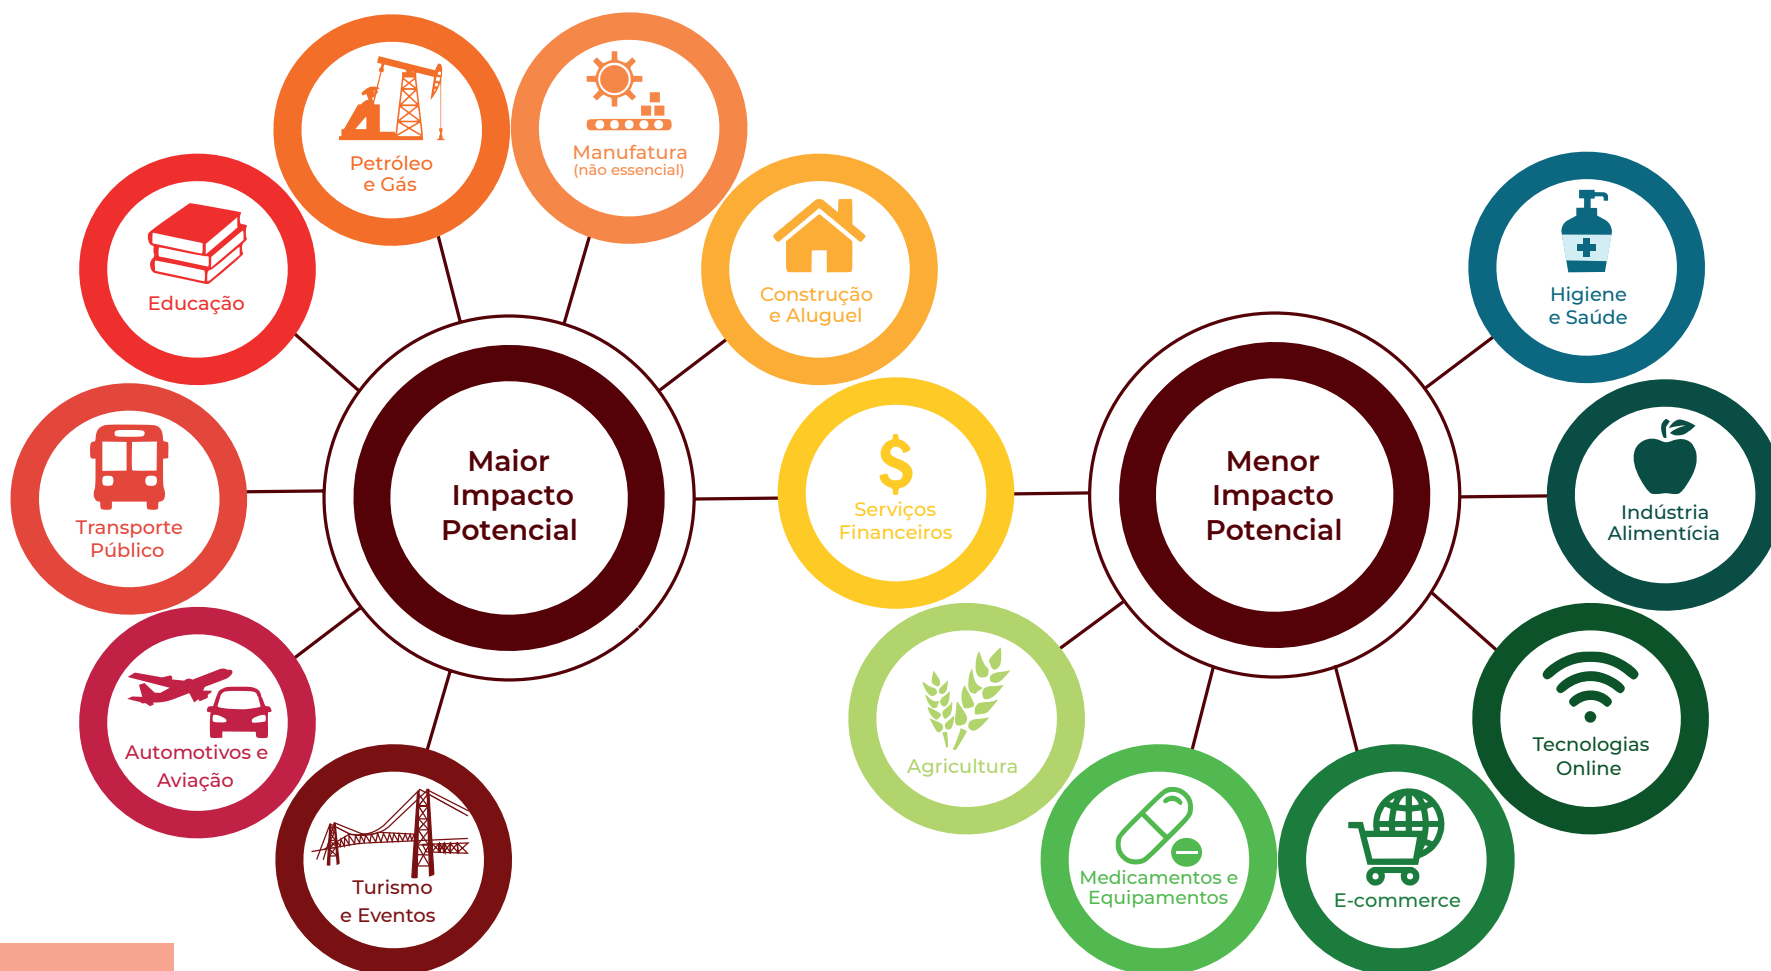 Petróleo
e Gás
Manufatura
(não essencial)
Educação
Construção
e Aluguel
Higiene
e Saúde
Maior
Impacto
Potencial
Menor
Impacto
Potencial
Transporte
Público
Serviços
Financeiros
Indústria
Alimentícia
Automotivos e
Aviação
Agricultura
Tecnologias
Online
Turismo
e Eventos
Medicamentos e
Equipamentos
E-commerce